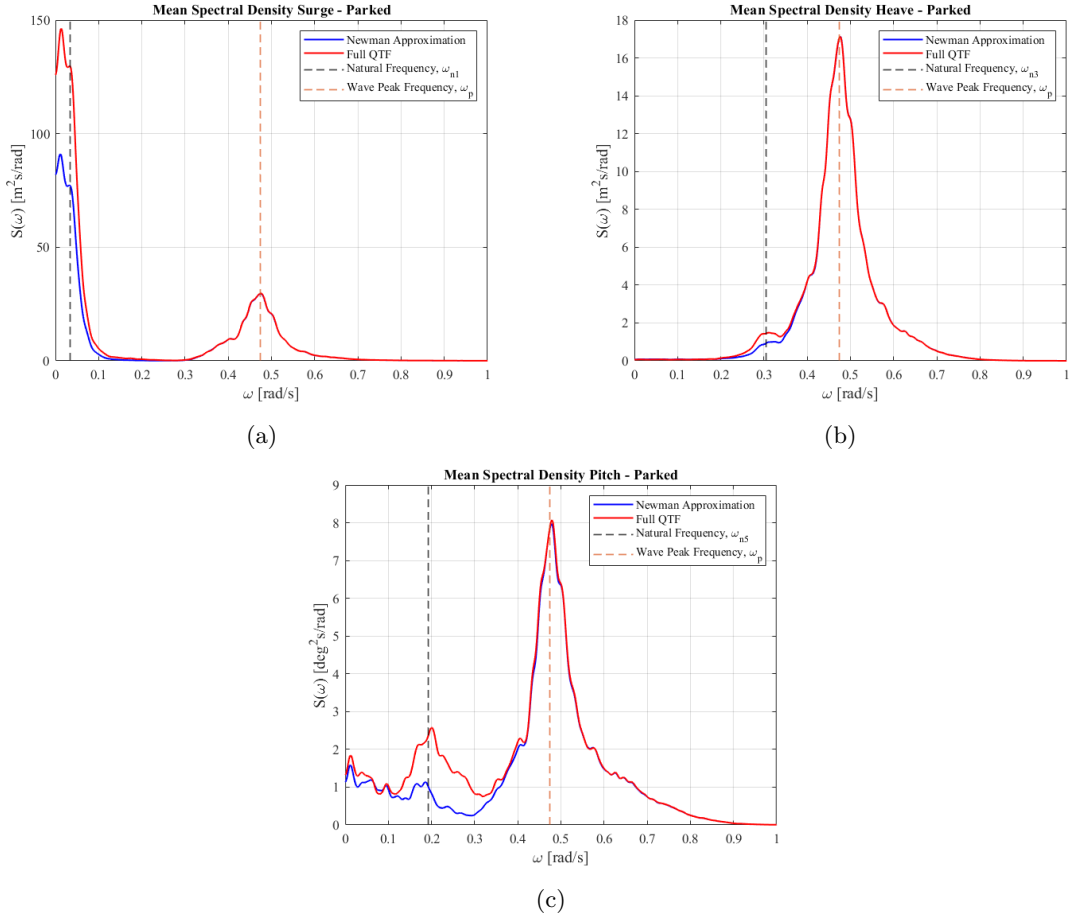 Mean Spectral Density Surge - Parked
150
100
50
0
S(ω) [m²s/rad]
0 0.1 0.2 0.3 0.4 0.5 0.6 0.7 0.8 0.9 1
ω [rad/s]
Newman Approximation
Full QTF
Natural Frequency, ω_n1
Wave Peak Frequency, ω_p
(a)
Mean Spectral Density Heave - Parked
18
16
14
12
10
8
6
4
2
0
S(ω) [m²s/rad]
0 0.1 0.2 0.3 0.4 0.5 0.6 0.7 0.8 0.9 1
ω [rad/s]
Newman Approximation
Full QTF
Natural Frequency, ω_n3
Wave Peak Frequency, ω_p
(b)
Mean Spectral Density Pitch - Parked
9
8
7
6
5
4
3
2
1
0
S(ω) [deg²s/rad]
0 0.1 0.2 0.3 0.4 0.5 0.6 0.7 0.8 0.9 1
ω [rad/s]
Newman Approximation
Full QTF
Natural Frequency, ω_n5
Wave Peak Frequency, ω_p
(c)